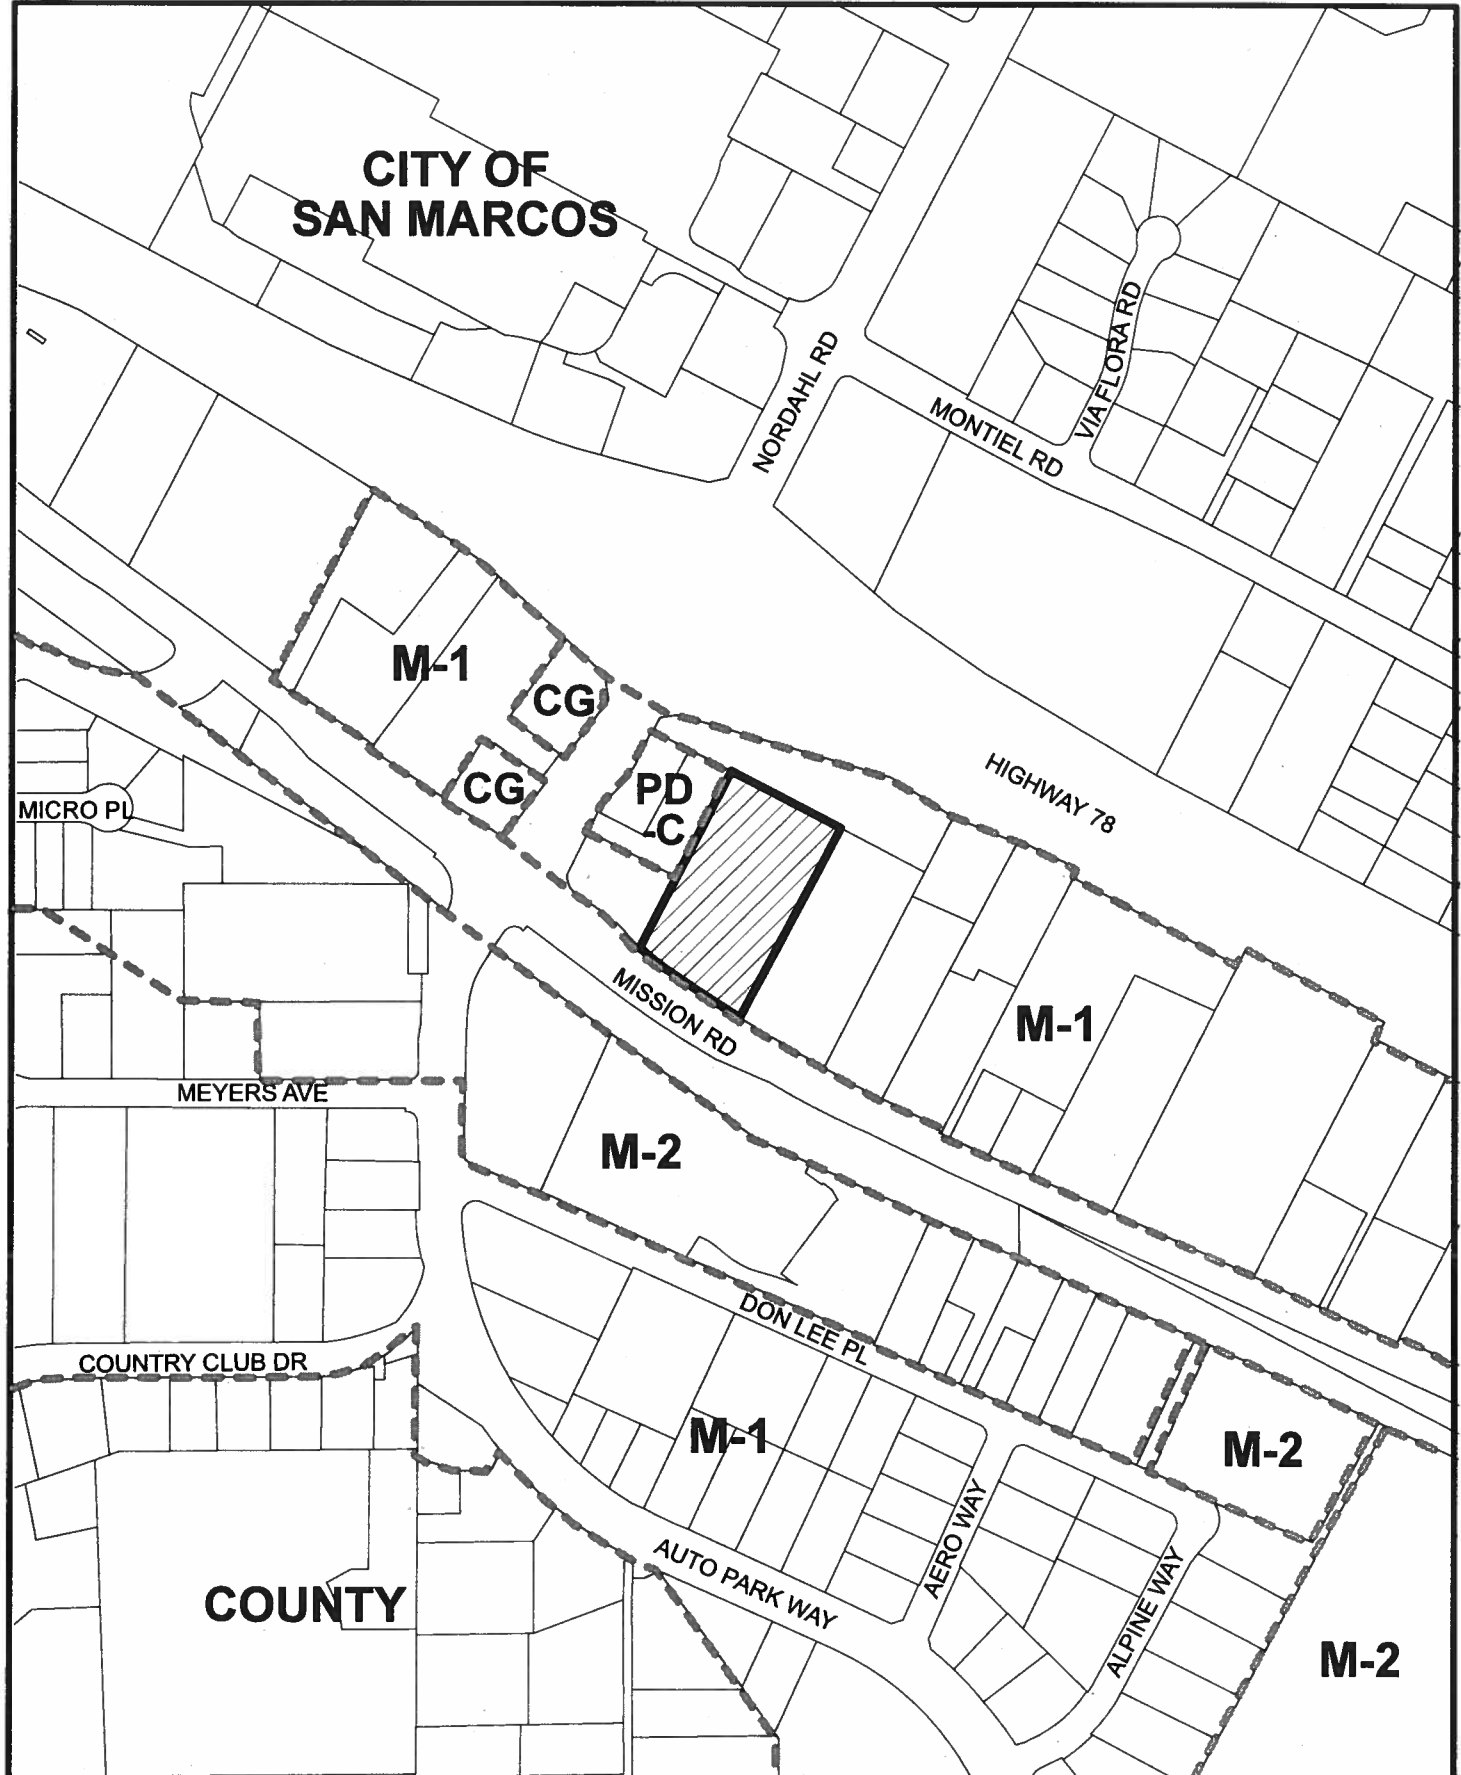 CITY OF
SAN MARCOS
NORDAHL RD
MONTIEL RD
VIA FLORA RD
M-1
CG
CG
PD
-C
HIGHWAY 78
MICRO PL
MISSION RD
M-1
MEYERS AVE
M-2
DON LEE PL
COUNTRY CLUB DR
M-1
M-2
AERO WAY
AUTO PARK WAY
ALPINE WAY
COUNTY
M-2